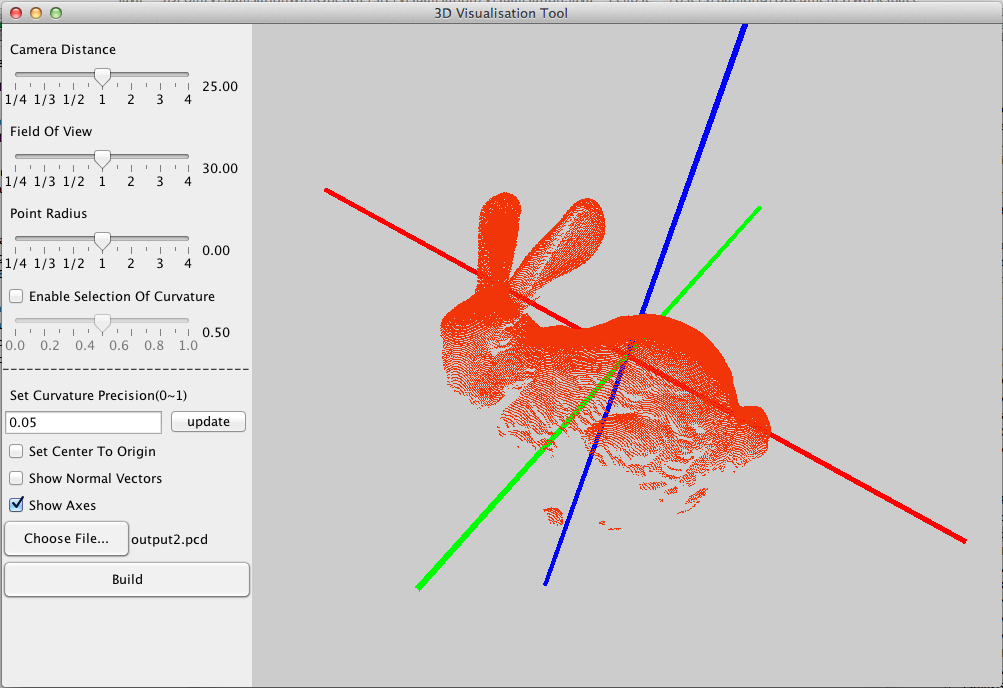 3D Visualisation Tool
Camera Distance
25.00
1/4 1/3 1/2 1 2 3 4
Field Of View
30.00
1/4 1/3 1/2 1 2 3 4
Point Radius
0.00
1/4 1/3 1/2 1 2 3 4
Enable Selection Of Curvature
0.50
0.0 0.2 0.4 0.6 0.8 1.0
Set Curvature Precision(0~1)
0.05 update
Set Center To Origin
Show Normal Vectors
Show Axes
Choose File... output2.pcd
Build